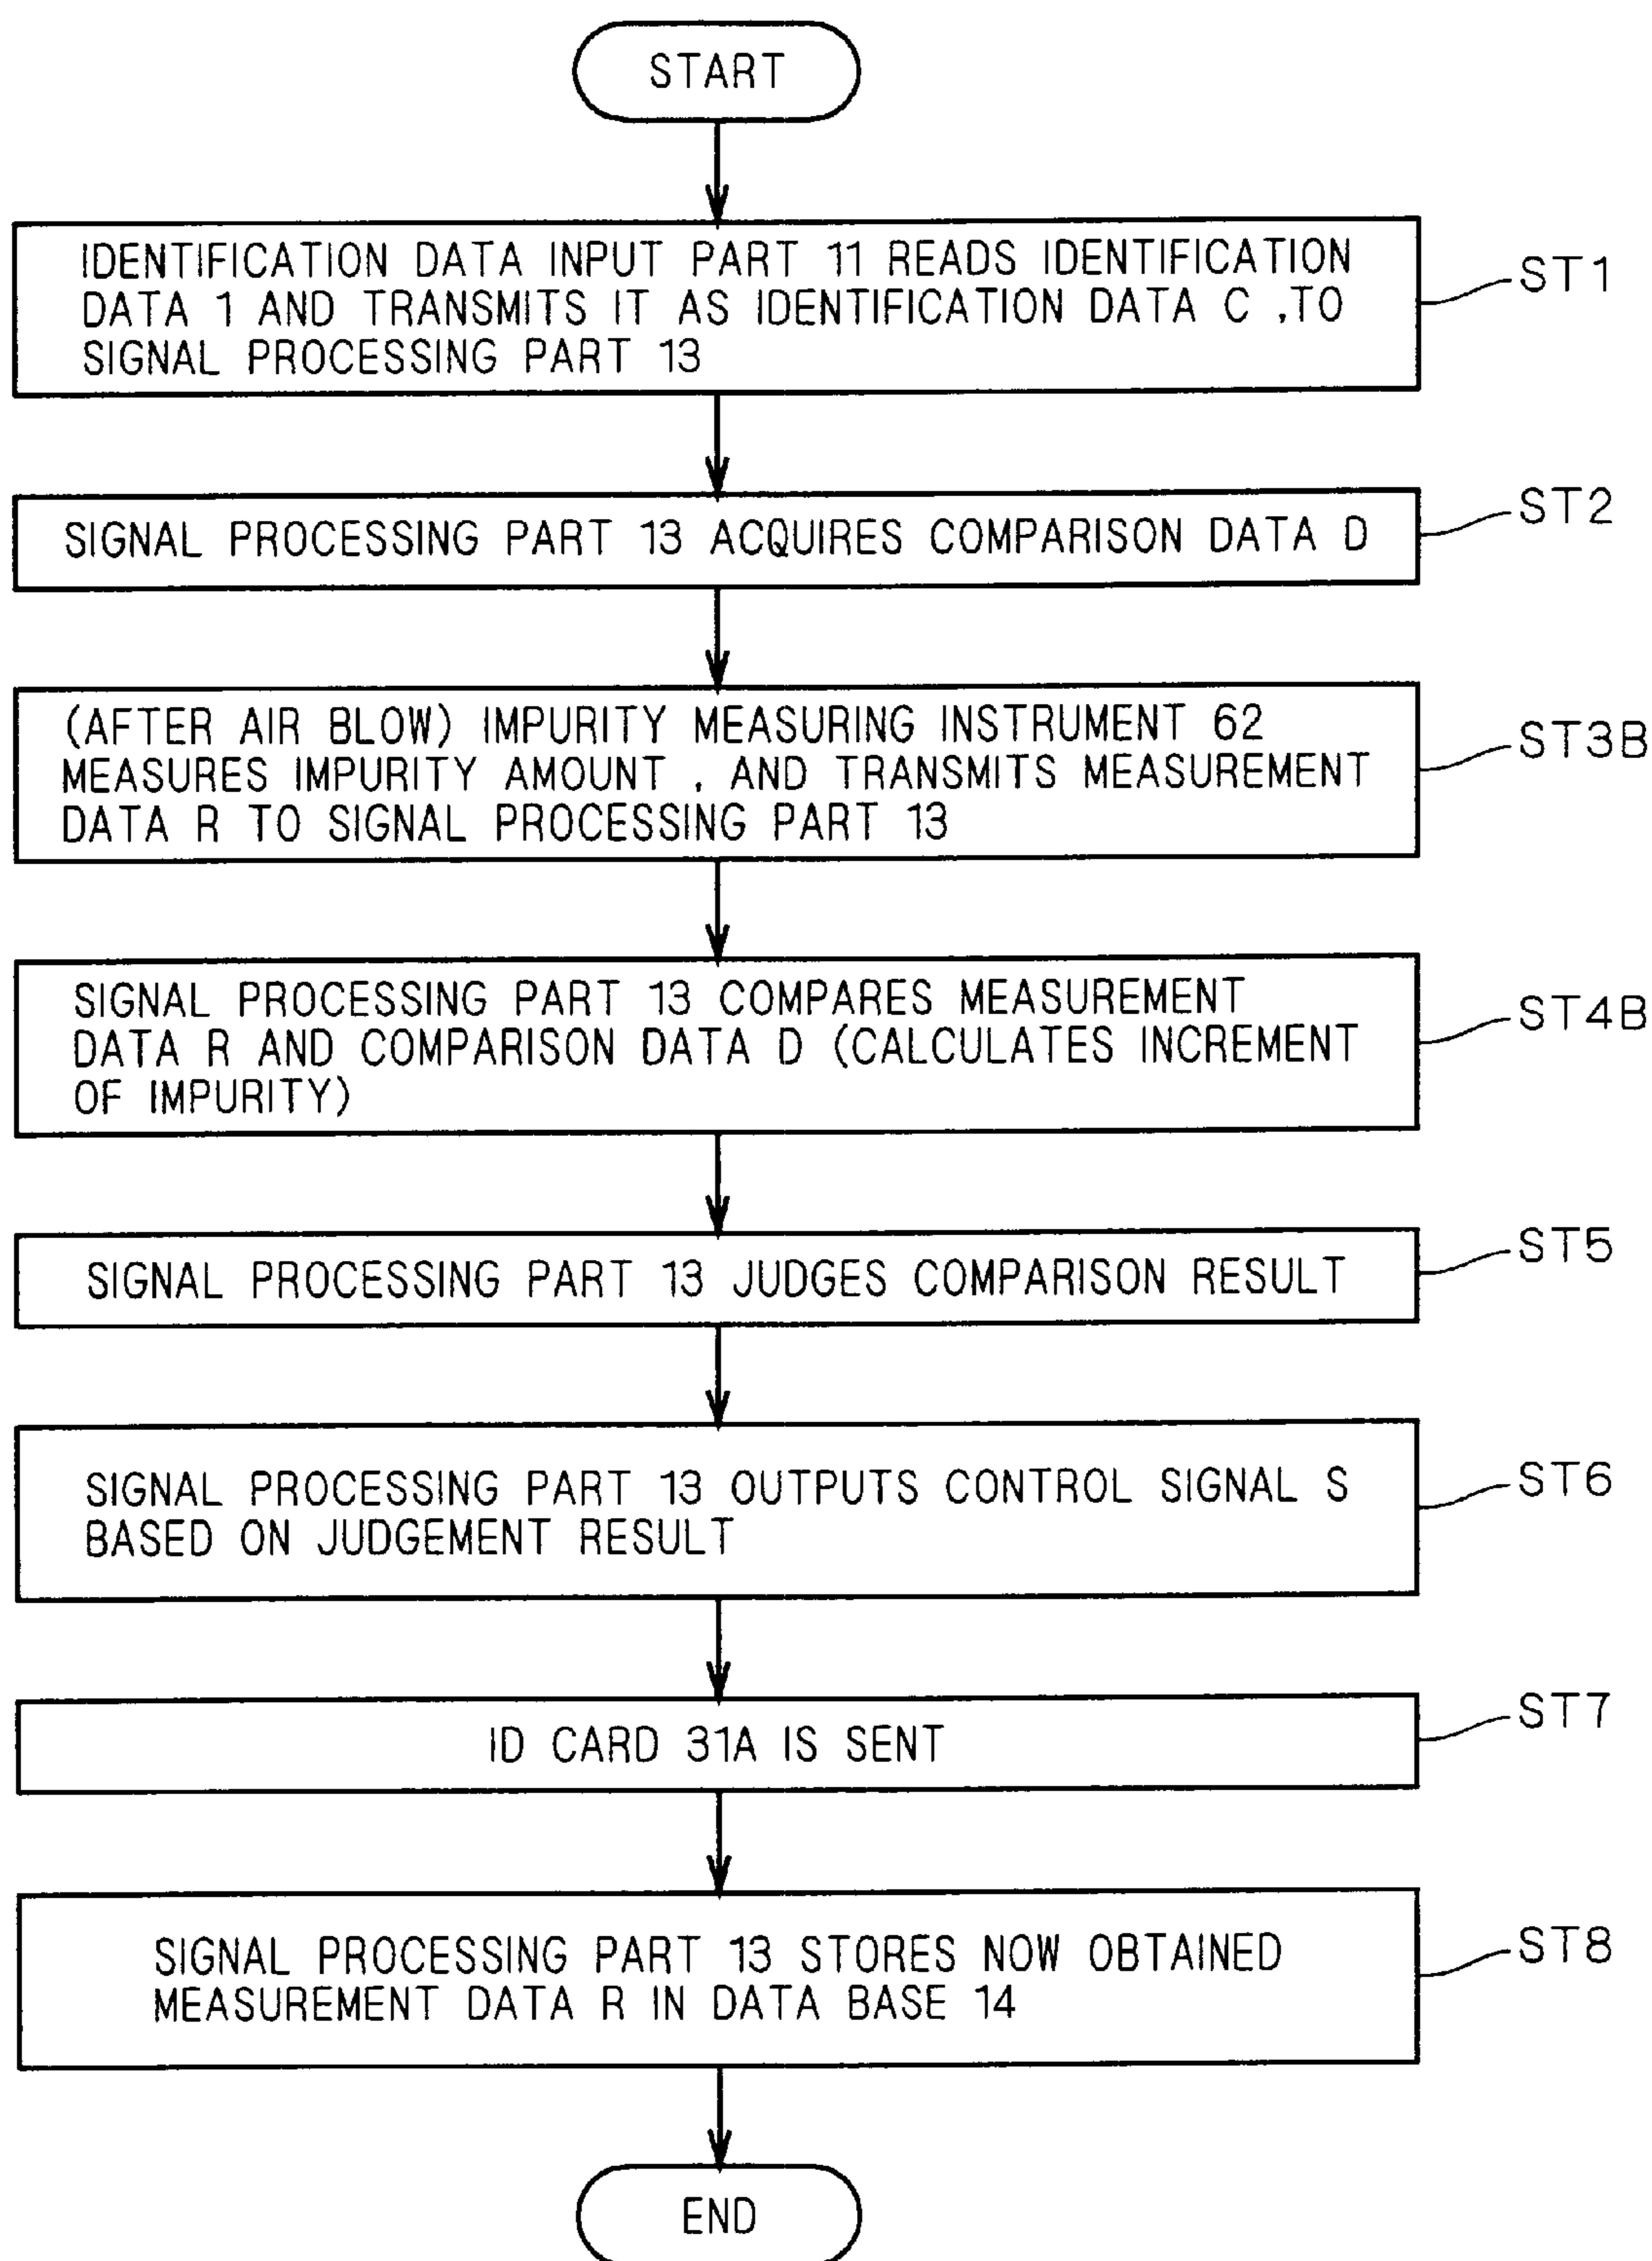 START
IDENTIFICATION DATA INPUT PART 11 READS IDENTIFICATION
DATA 1 AND TRANSMITS IT AS IDENTIFICATION DATA C ,TO
SIGNAL PROCESSING PART 13
ST1
SIGNAL PROCESSING PART 13 ACQUIRES COMPARISON DATA D
ST2
(AFTER AIR BLOW) IMPURITY MEASURING INSTRUMENT 62
MEASURES IMPURITY AMOUNT , AND TRANSMITS MEASUREMENT
DATA R TO SIGNAL PROCESSING PART 13
ST3B
SIGNAL PROCESSING PART 13 COMPARES MEASUREMENT
DATA R AND COMPARISON DATA D (CALCULATES INCREMENT
OF IMPURITY)
ST4B
SIGNAL PROCESSING PART 13 JUDGES COMPARISON RESULT
ST5
SIGNAL PROCESSING PART 13 OUTPUTS CONTROL SIGNAL S
BASED ON JUDGEMENT RESULT
ST6
ID CARD 31A IS SENT
ST7
SIGNAL PROCESSING PART 13 STORES NOW OBTAINED
MEASUREMENT DATA R IN DATA BASE 14
ST8
END